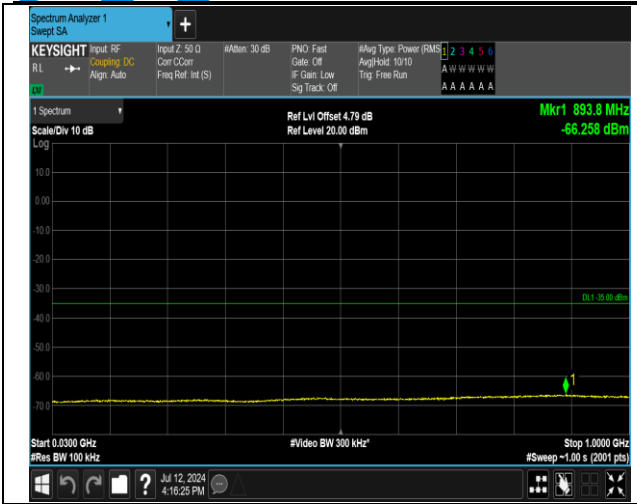 Spectrum Analyzer 1
Swept SA
+
KEYSIGHT
RL
Input: RF
Coupling: DC
Align: Auto
Input Z: 50 Ω
Corr CCorr
Freq Ref: Int (S)
#Atten: 30 dB
PNO: Fast
Gate: Off
IF Gain: Low
Sig Track: Off
#Avg Type: Power (RMS
Avg|Hold: 10/10
Trig: Free Run
1 2 3 4 5 6
A W W W W W
A A A A A A
LNI
1 Spectrum
Scale/Div 10 dB
Log
Ref Lvl Offset 4.79 dB
Ref Level 20.00 dBm
Mkr1 893.8 MHz
-66.258 dBm
10.0
0.00
-10.0
-20.0
-30.0
DL1 -35.00 dBm
-40.0
-50.0
-60.0
1
-70.0
Start 0.0300 GHz
#Res BW 100 kHz
#Video BW 300 kHz*
Stop 1.0000 GHz
#Sweep ~1.00 s (2001 pts)
?
Jul 12, 2024
4:16:25 PM